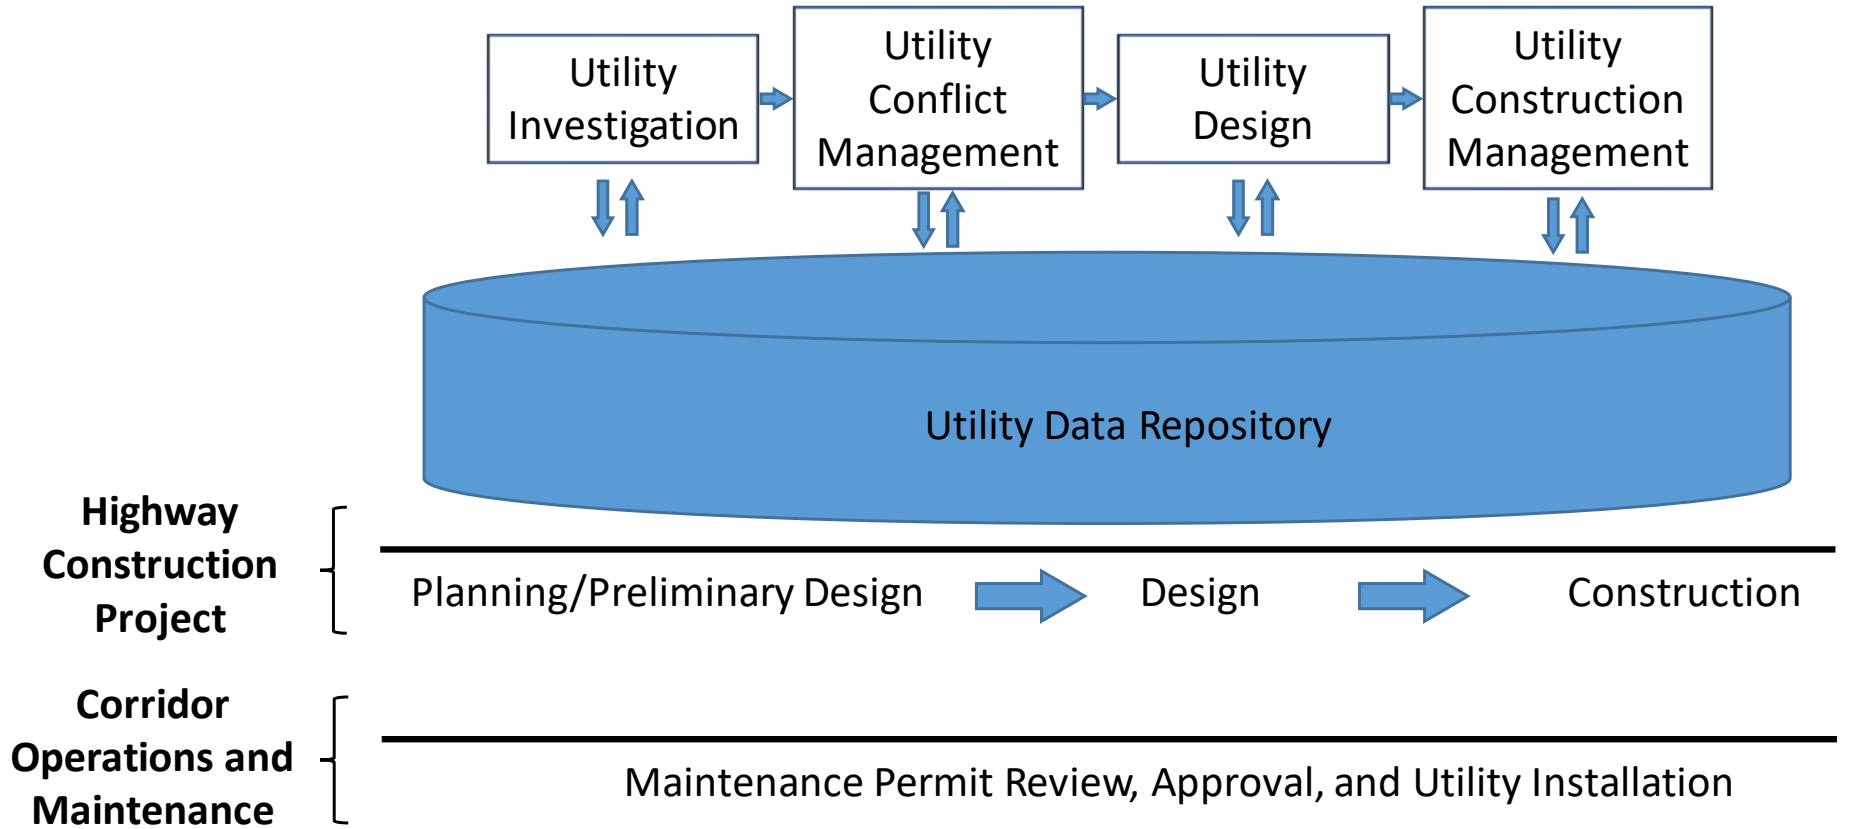 Utility
Investigation
Utility
Conflict
Management
Utility
Design
Utility
Construction
Management
Utility Data Repository
Highway
Construction
Project
Planning/Preliminary Design
Design
Construction
Corridor
Operations and
Maintenance
Maintenance Permit Review, Approval, and Utility Installation